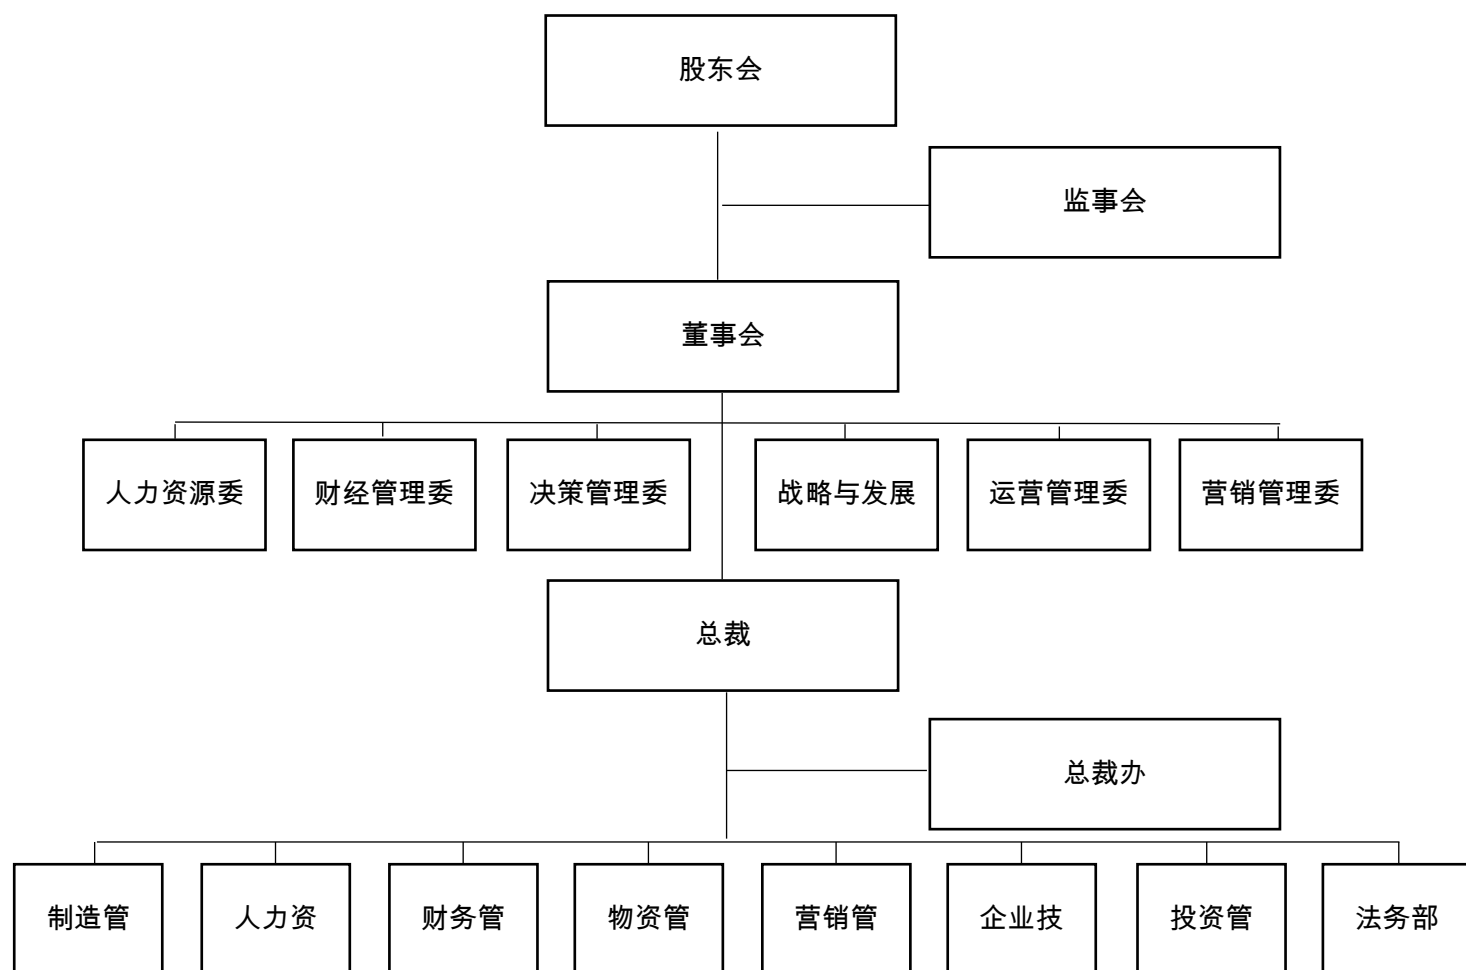 股东会
监事会
董事会
人力资源委
财经管理委
决策管理委
战略与发展
运营管理委
营销管理委
总裁
总裁办
制造管
人力资
财务管
物资管
营销管
企业技
投资管
法务部